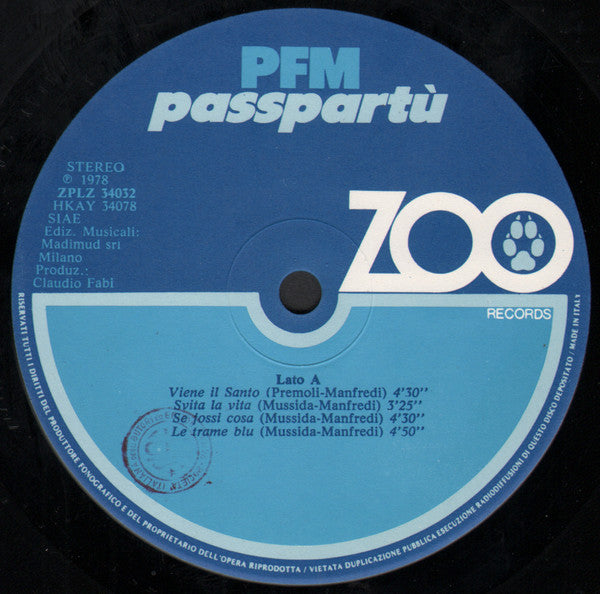 PFM
passpartù
STEREO
℗ 1978
ZPLZ 34032
HKAY 34078
SIAE
Ediz. Musicali:
Madimud srl
Milano
Produz.:
Claudio Fabi
ZOO
RECORDS
Lato A
Viene il Santo (Premoli-Manfredi) 4'30''
Svita la vita (Mussida-Manfredi) 3'25''
Se fossi cosa (Mussida-Manfredi) 4'30''
Le trame blu (Mussida-Manfredi) 4'50''
RISERVATI TUTTI I DIRITTI DEL PRODUTTORE FONOGRAFICO E DEL PROPRIETARIO DELL'OPERA RIPRODOTTA / VIETATA DUPLICAZIONE PUBBLICA ESECUZIONE RADIODIFFUSIONI DI QUESTO DISCO DEPOSITATO / MADE IN ITALY
SOCIETA' ITALIANA